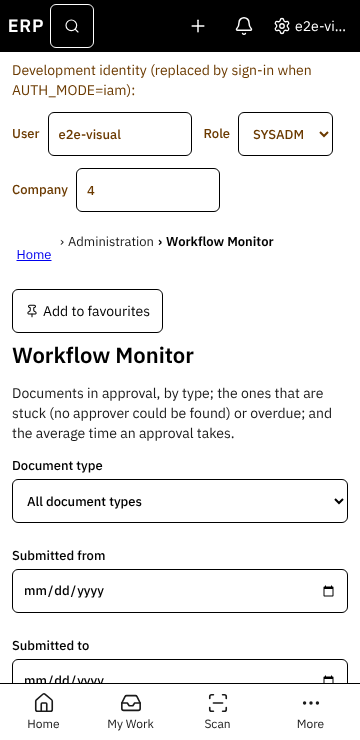 ERP e2e-vi...
Development identity (replaced by sign-in when
AUTH_MODE=iam):
User e2e-visual Role SYSADM
Company 4
Home › Administration › Workflow Monitor
Add to favourites
Workflow Monitor
Documents in approval, by type; the ones that are
stuck (no approver could be found) or overdue; and
the average time an approval takes.
Document type
All document types
Submitted from
mm/dd/yyyy
Submitted to
mm/dd/yyyy
Home My Work Scan More